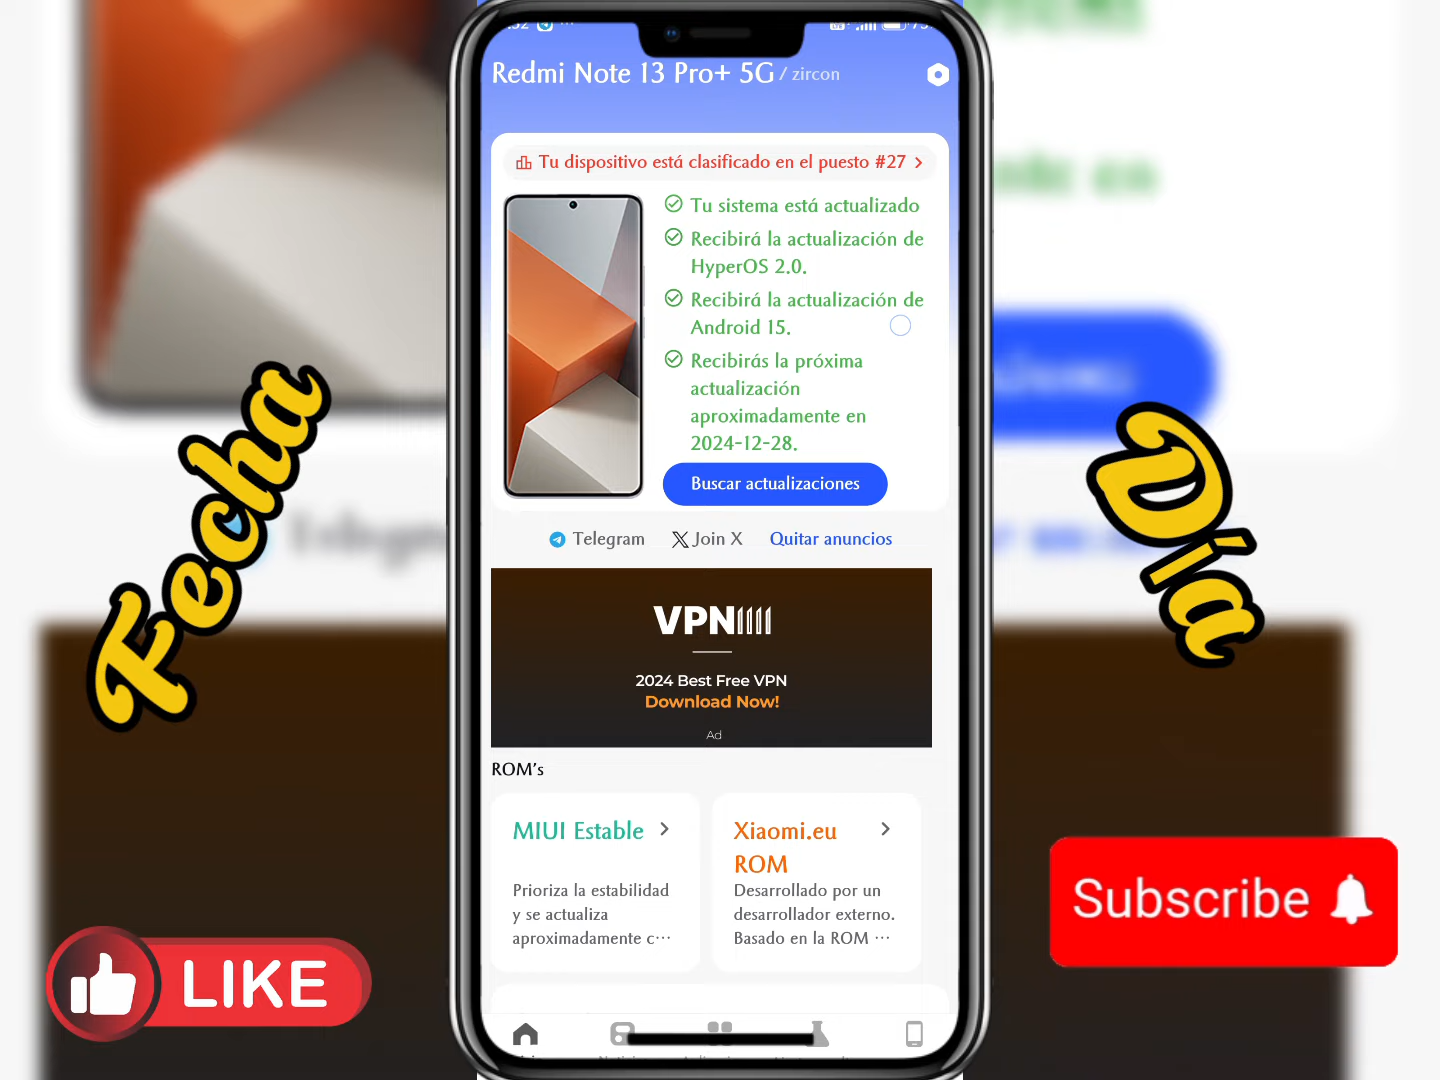 Redmi Note 13 Pro+ 5G / zircon
Tu dispositivo está clasificado en el puesto #27
Tu sistema está actualizado
Recibirá la actualización de
HyperOS 2.0.
Recibirá la actualización de
Android 15.
Recibirás la próxima
actualización
aproximadamente en
2024-12-28.
Buscar actualizaciones
Telegram
Join X
Quitar anuncios
VPN
2024 Best Free VPN
Download Now!
Ad
ROM's
MIUI Estable
Prioriza la estabilidad
y se actualiza
aproximadamente c···
Xiaomi.eu
ROM
Desarrollado por un
desarrollador externo.
Basado en la ROM ···
Fecha
Día
LIKE
Subscribe